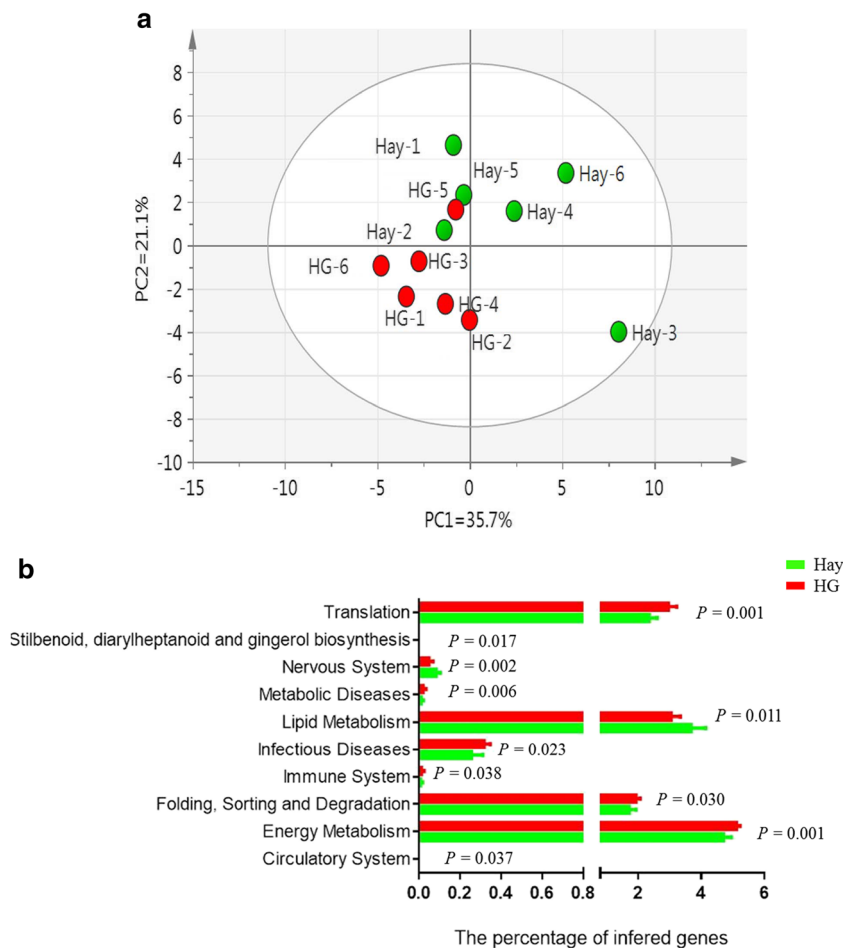 a
8
6
4
2
0
-2
-4
-6
-8
-10
-15
-5
0
5
10
PC2=21.1%
PC1=35.7%
Hay-1
Hay-5
Hay-6
HG-5
Hay-4
Hay-2
HG-6
HG-3
HG-4
HG-1
HG-2
Hay-3
b
Hay
HG
Translation
P = 0.001
Stilbenoid, diarylheptanoid and gingerol biosynthesis
P = 0.017
Nervous System
P = 0.002
Metabolic Diseases
P = 0.006
Lipid Metabolism
P = 0.011
Infectious Diseases
P = 0.023
Immune System
P = 0.038
Folding, Sorting and Degradation
P = 0.030
Energy Metabolism
P = 0.001
Circulatory System
P = 0.037
0.0 0.2 0.4 0.6 0.8 2 4 6
The percentage of infered genes